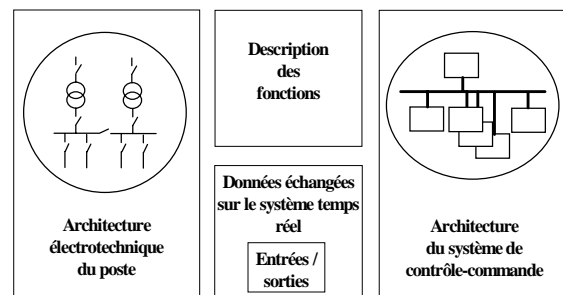 Architecture
électrotechnique
du poste
Description
des
fonctions
Données échangées
sur le système temps
réel
Entrées /
sorties
Architecture
du système de
contrôle-commande